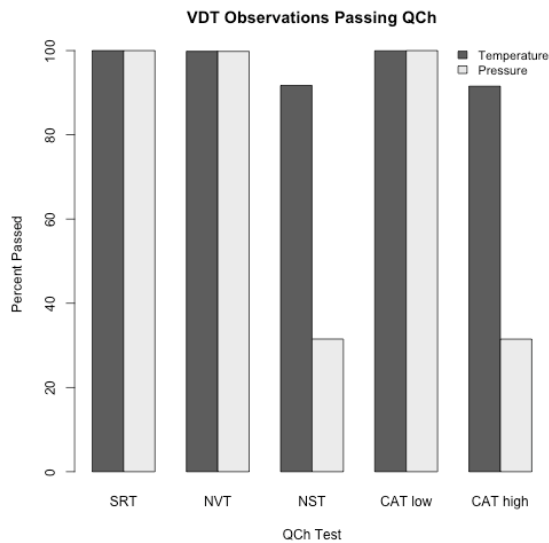 VDT Observations Passing QCh
Temperature
Pressure
Percent Passed
100
80
60
40
20
0
SRT NVT NST CAT low CAT high
QCh Test